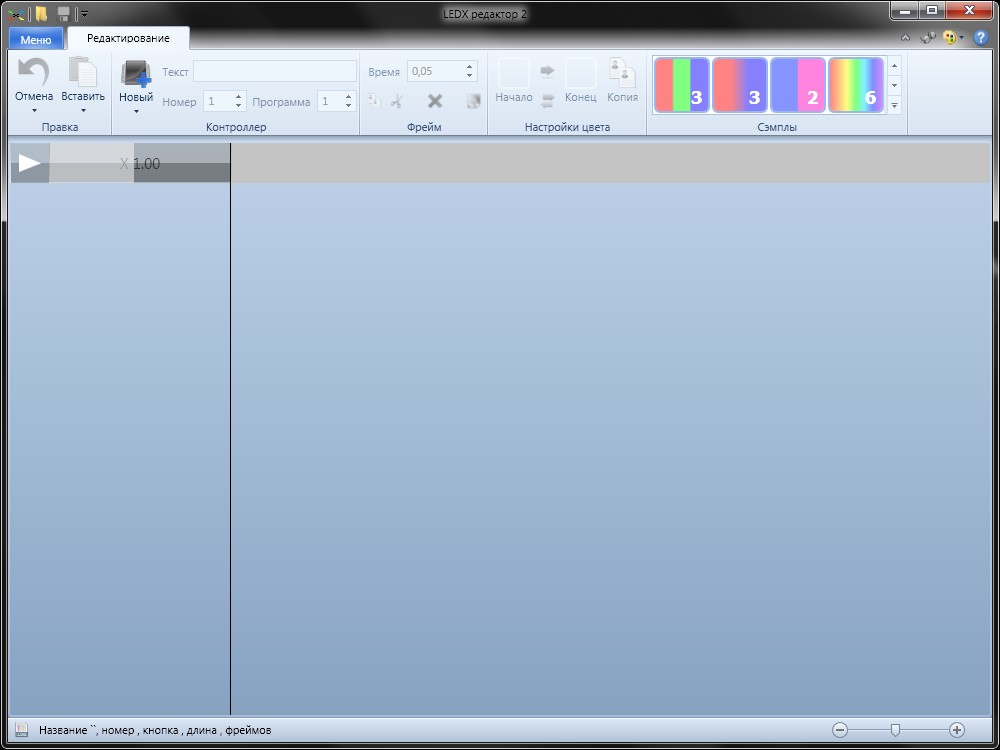 LEDX редактор 2
Меню
Редактирование
Отмена
Вставить
Правка
Новый
Текст
Номер 1 Программа 1
Контроллер
Время 0,05
Фрейм
Начало
Конец
Копия
Настройки цвета
3
3
2
6
Сэмплы
X 1.00
Название ``, номер , кнопка , длина , фреймов